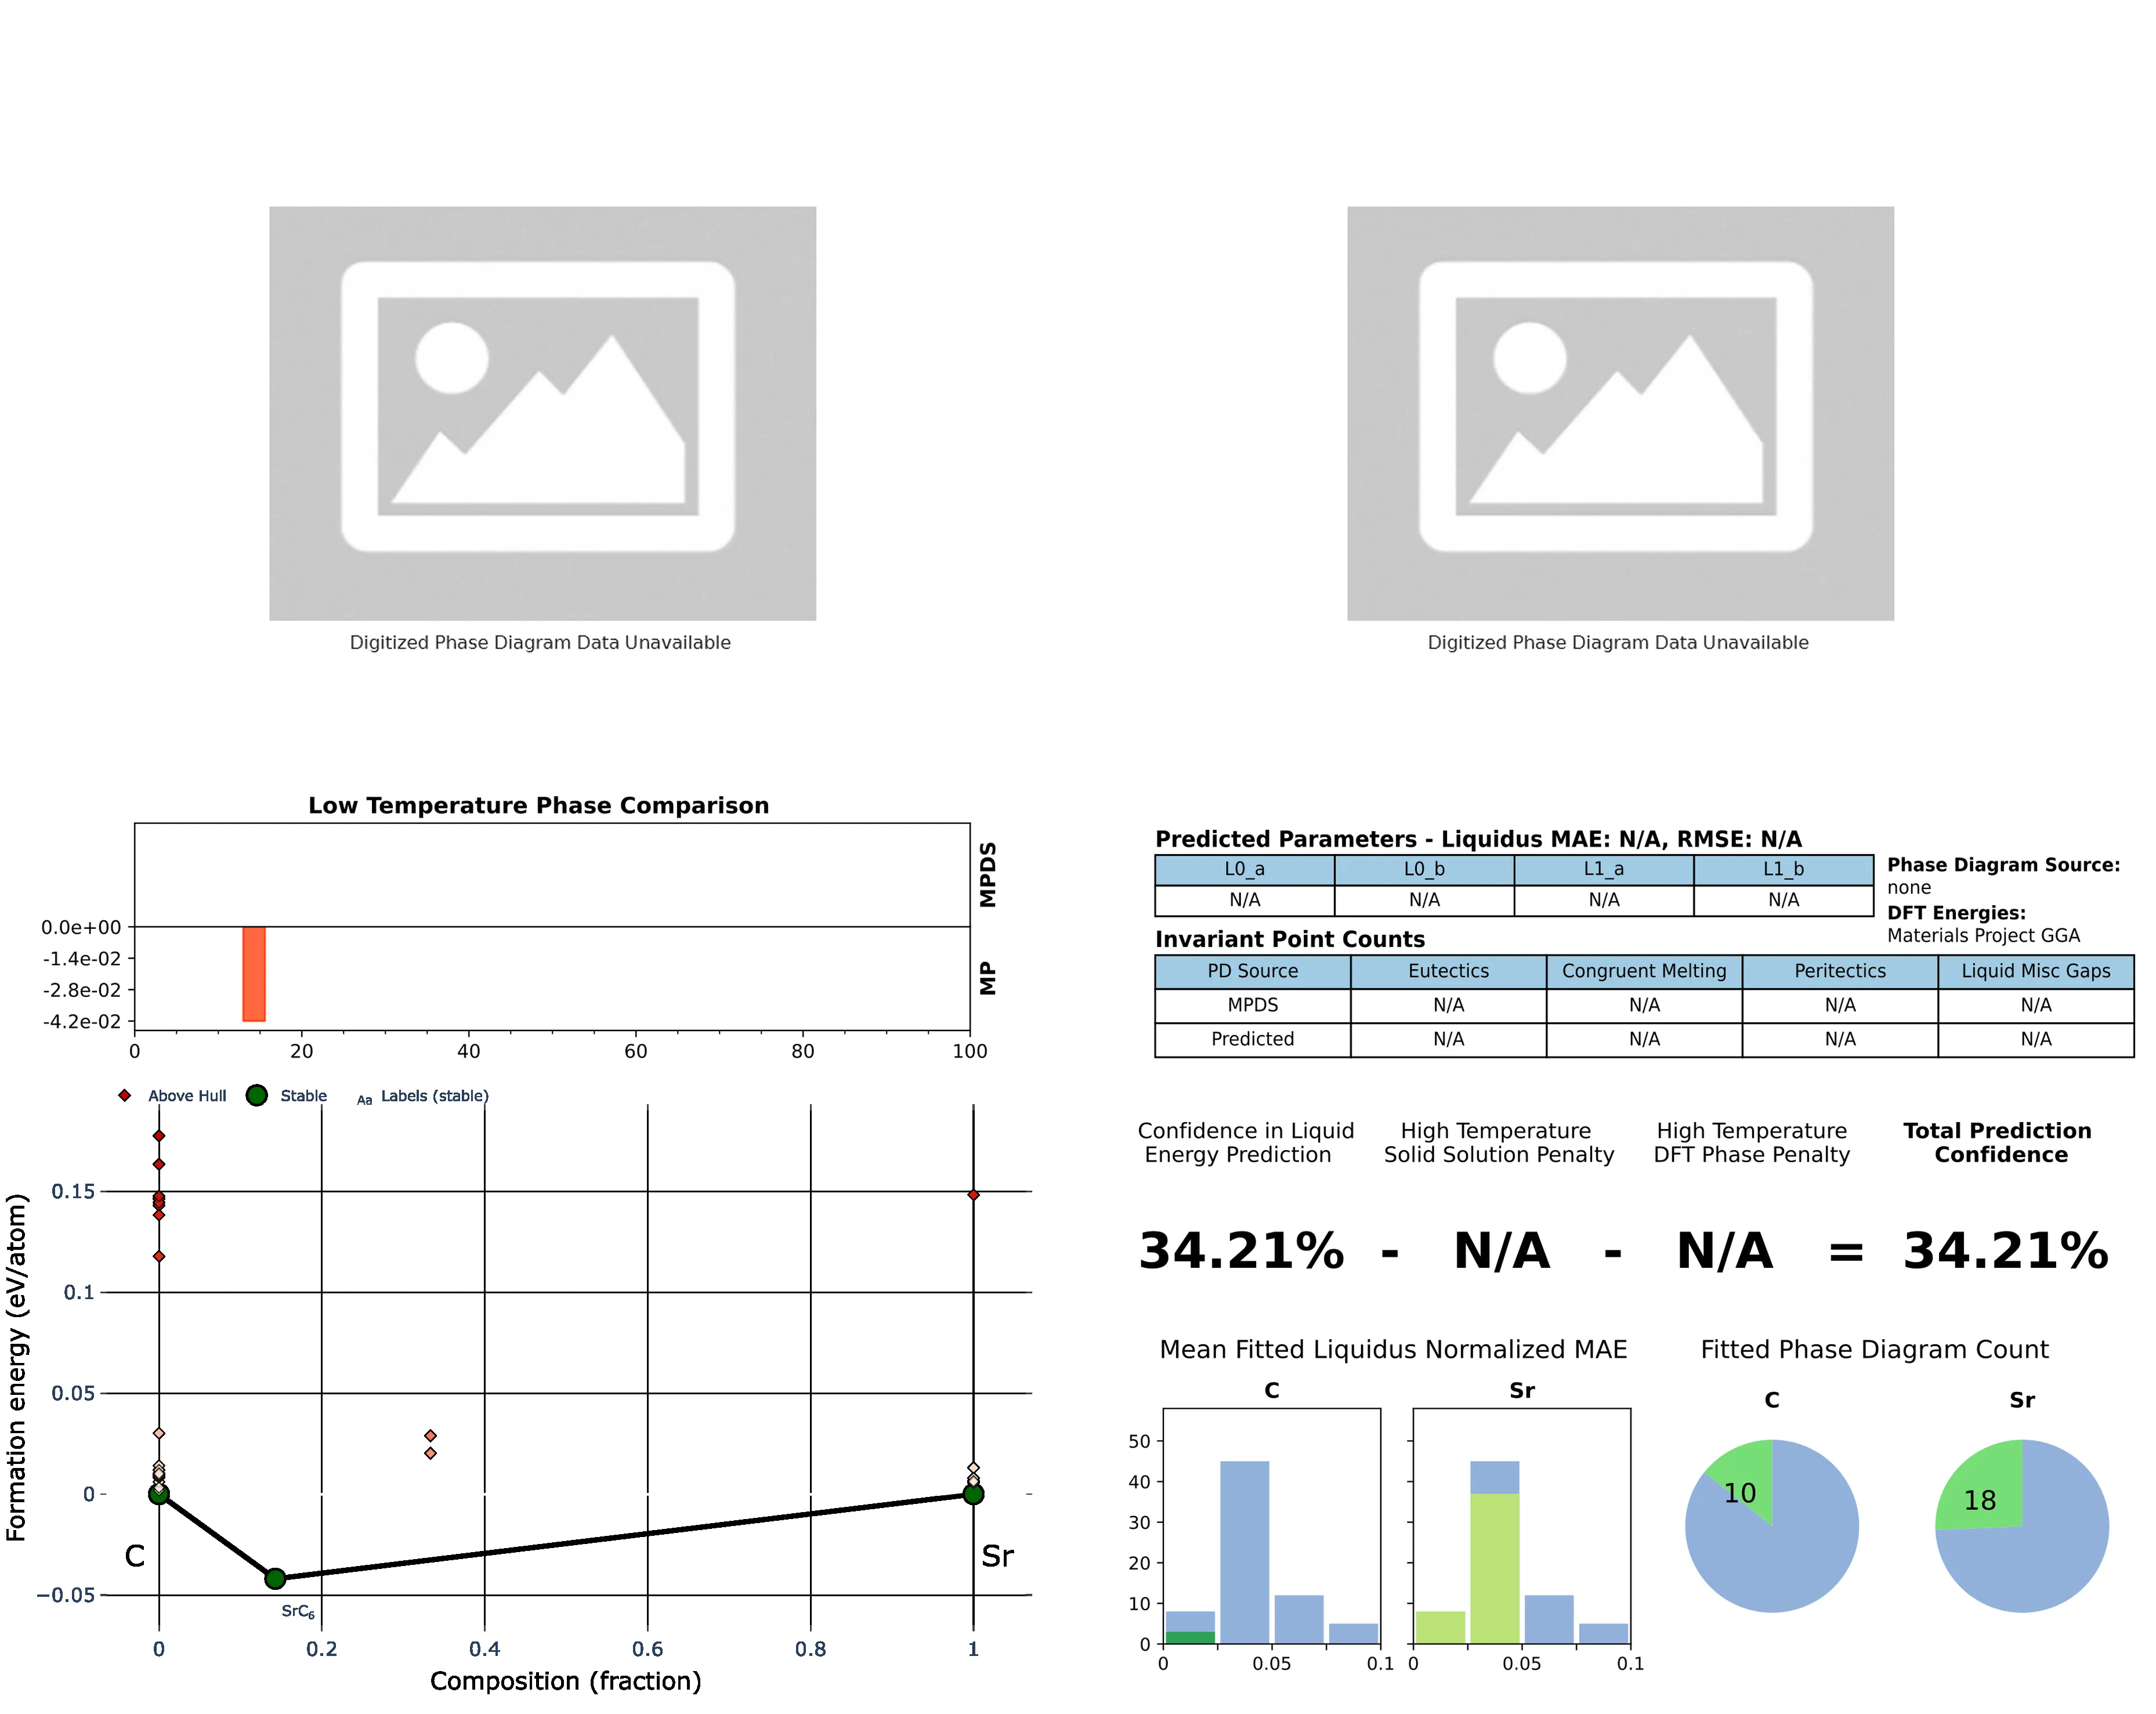 Digitized Phase Diagram Data Unavailable
Digitized Phase Diagram Data Unavailable
Low Temperature Phase Comparison
MPDS
MP
0.0e+00
-1.4e-02
-2.8e-02
-4.2e-02
0 20 40 60 80 100
Above Hull Stable Aa Labels (stable)
Formation energy (eV/atom)
0.15
0.1
0.05
0
−0.05
C
Sr
SrC₆
0 0.2 0.4 0.6 0.8 1
Composition (fraction)
Predicted Parameters - Liquidus MAE: N/A, RMSE: N/A
L0_a L0_b L1_a L1_b
N/A N/A N/A N/A
Phase Diagram Source:
none
DFT Energies:
Materials Project GGA
Invariant Point Counts
PD Source Eutectics Congruent Melting Peritectics Liquid Misc Gaps
MPDS N/A N/A N/A N/A
Predicted N/A N/A N/A N/A
Confidence in Liquid
Energy Prediction
High Temperature
Solid Solution Penalty
High Temperature
DFT Phase Penalty
Total Prediction
Confidence
34.21% - N/A - N/A = 34.21%
Mean Fitted Liquidus Normalized MAE
C
Sr
50
40
30
20
10
0
0 0.05 0.1
0 0.05 0.1
Fitted Phase Diagram Count
C
10
Sr
18